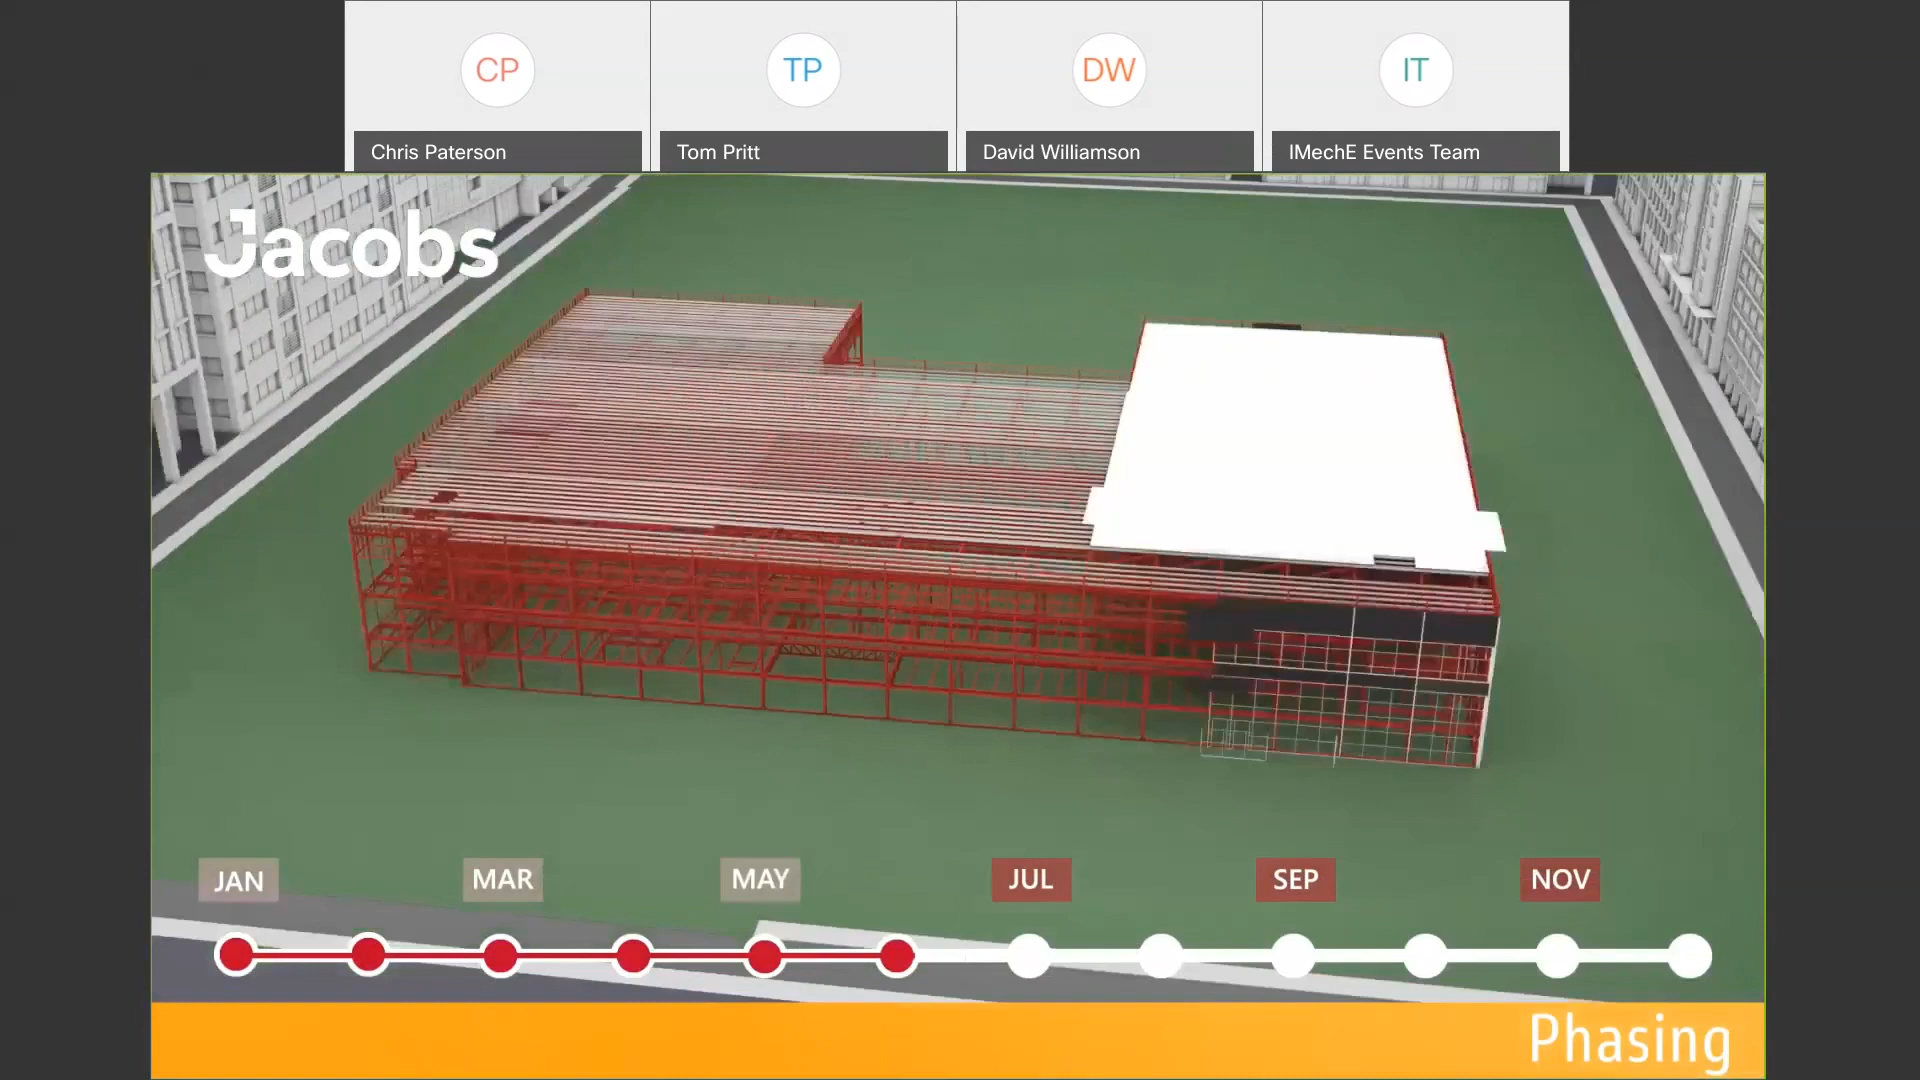 CP
TP
DW
IT
Chris Paterson
Tom Pritt
David Williamson
IMechE Events Team
Jacobs
JAN
MAR
MAY
JUL
SEP
NOV
Phasing